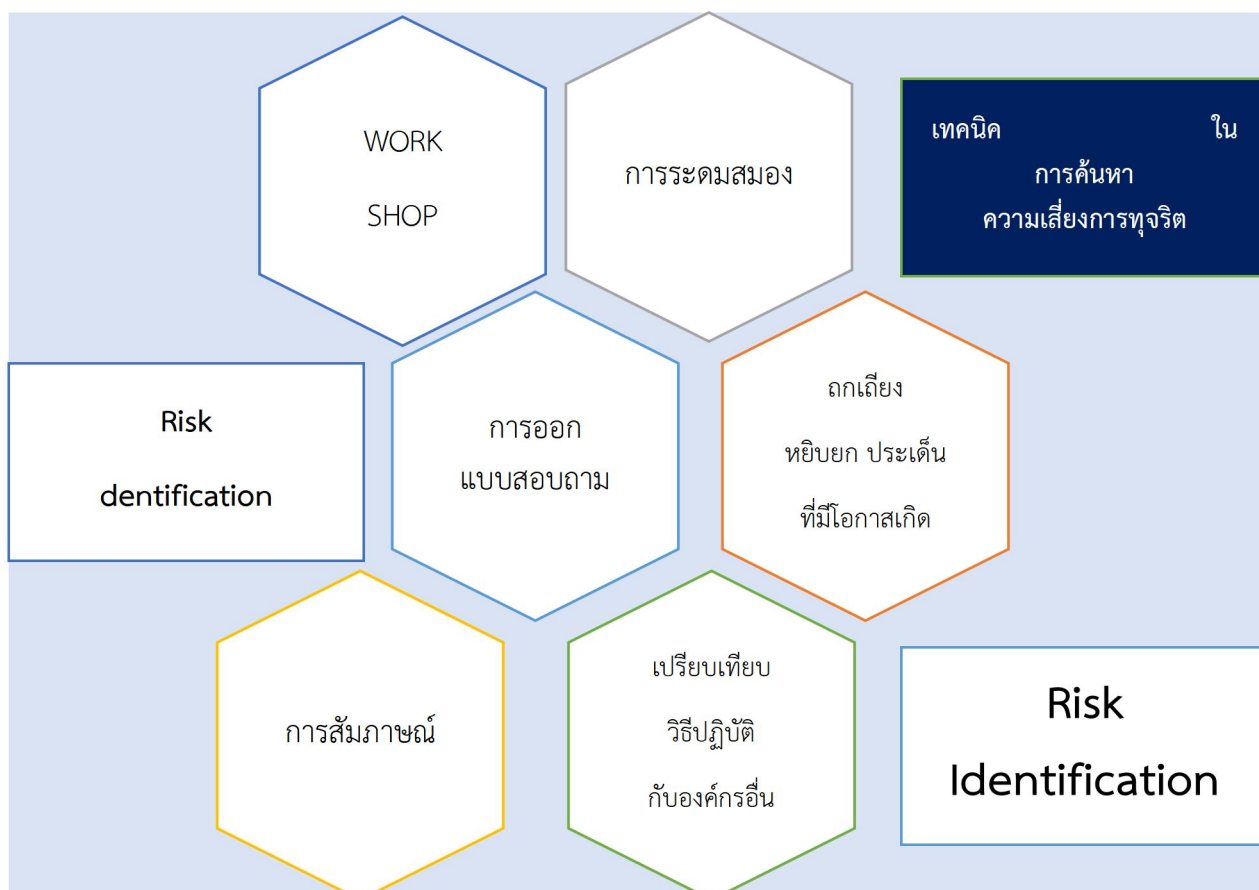 WORK
SHOP
การระดมสมอง
เทคนิค ใน
การค้นหา
ความเสี่ยงการทุจริต
Risk
dentification
การออก
แบบสอบถาม
ถกเถียง
หยิบยก ประเด็น
ที่มีโอกาสเกิด
การสัมภาษณ์
เปรียบเทียบ
วิธีปฏิบัติ
กับองค์กรอื่น
Risk
Identification